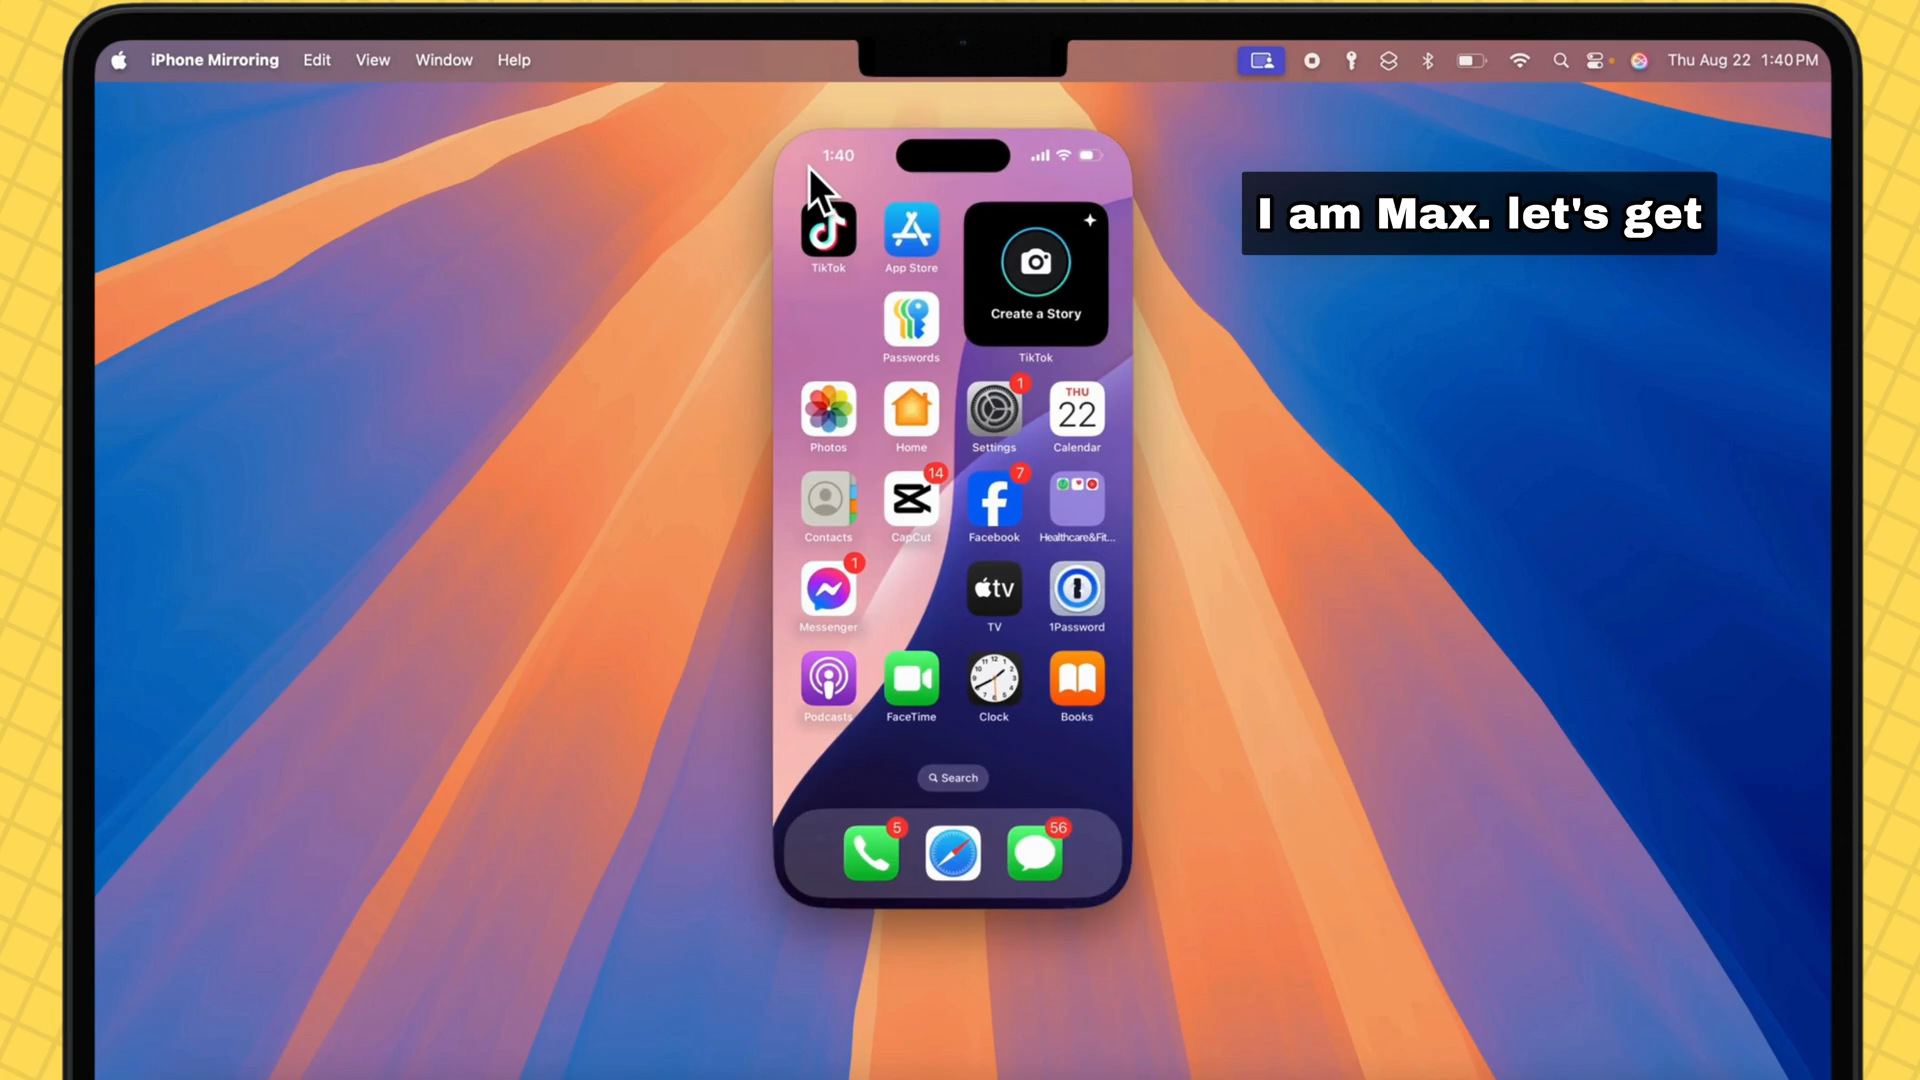 iPhone Mirroring Edit View Window Help
Thu Aug 22 1:40 PM
1:40
I am Max. let's get
TikTok
App Store
Create a Story
Passwords
TikTok
1
THU
22
Photos
Home
Settings
Calendar
14
7
Contacts
CapCut
Facebook
Healthcare&Fit...
1
tv
Messenger
TV
1Password
Podcasts
FaceTime
Clock
Books
Search
5
56